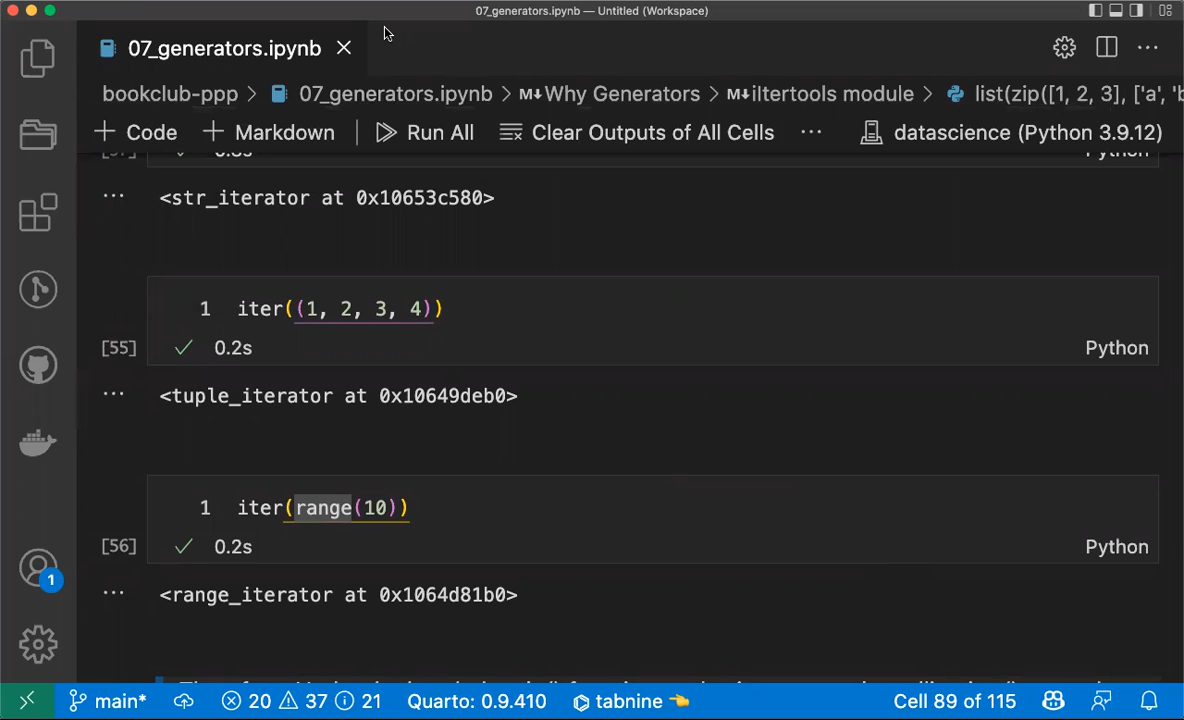 07_generators.ipynb — Untitled (Workspace)
07_generators.ipynb
bookclub-ppp > 07_generators.ipynb > M↓Why Generators > M↓iltertools module > list(zip([1, 2, 3], ['a', 'b
+ Code + Markdown Run All Clear Outputs of All Cells ... datascience (Python 3.9.12)
Python
<str_iterator at 0x10653c580>
1 iter((1, 2, 3, 4))
[55] ✓ 0.2s Python
<tuple_iterator at 0x10649deb0>
1 iter(range(10))
[56] ✓ 0.2s Python
<range_iterator at 0x1064d81b0>
1
main* 20 37 21 Quarto: 0.9.410 tabnine Cell 89 of 115